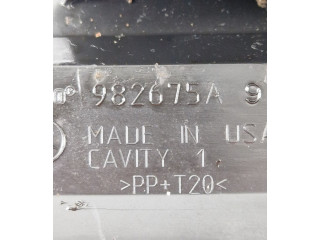 982675A 9
MADE IN USA
CAVITY 1
>PP+T20<